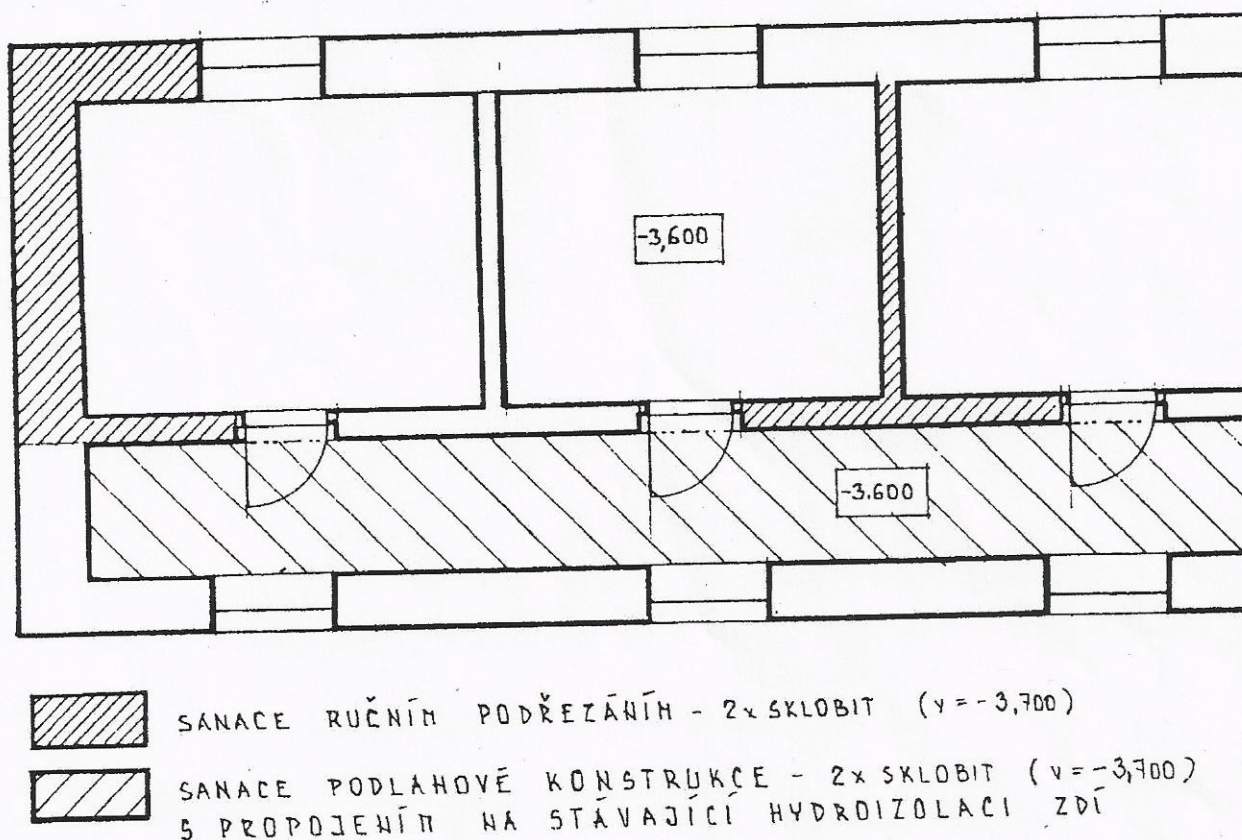 -3,600
-3.600
SANACE RUČNÍM PODŘEZÁNÍM - 2x SKLOBIT (v = -3,700)
SANACE PODLAHOVÉ KONSTRUKCE - 2x SKLOBIT (v = -3,700)
S PROPOJENÍM NA STÁVAJÍCÍ HYDROIZOLACI ZDÍ